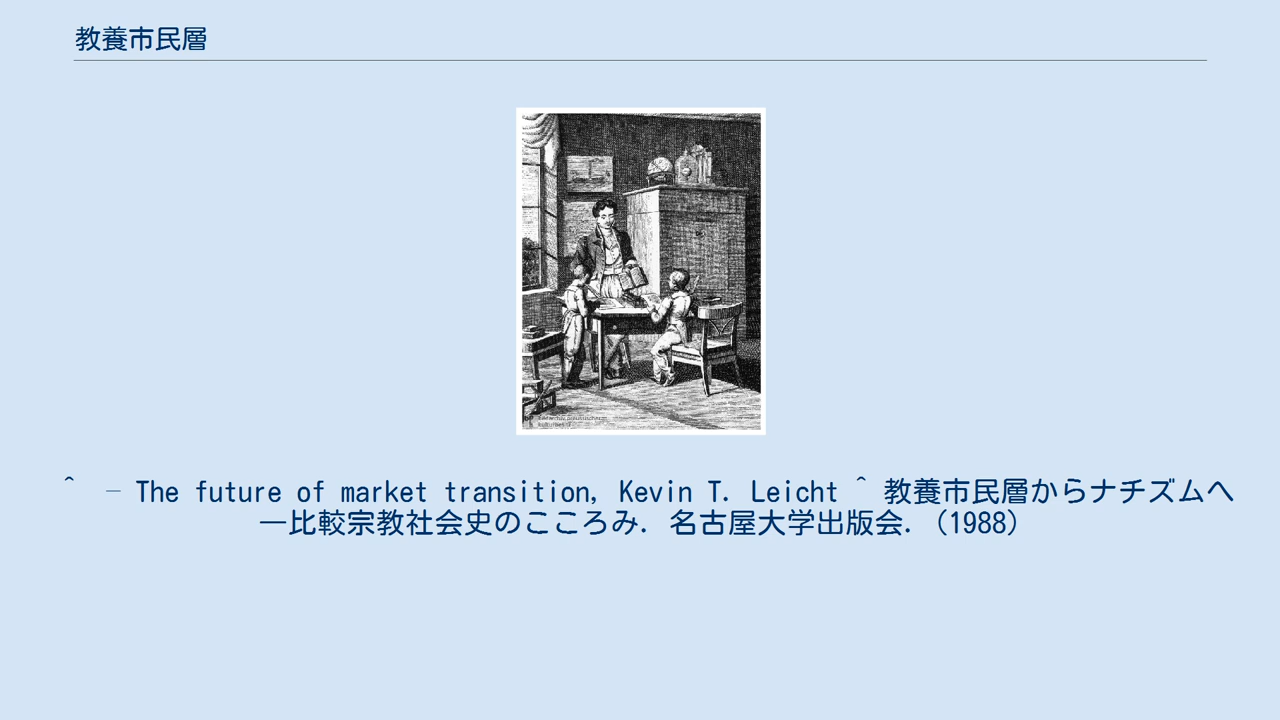 教養市民層
^ – The future of market transition, Kevin T. Leicht ^ 教養市民層からナチズムへ
―比較宗教社会史のこころみ. 名古屋大学出版会. (1988)